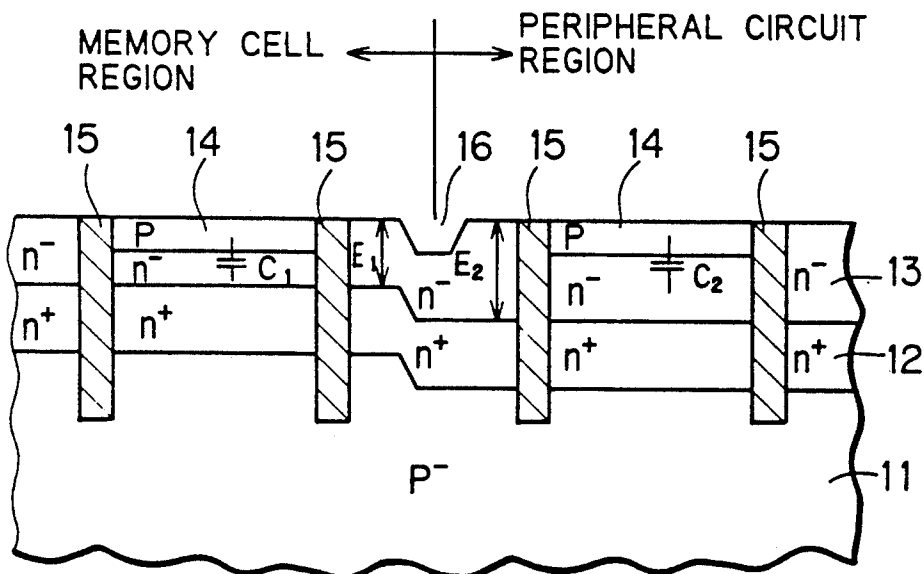 MEMORY CELL
REGION
PERIPHERAL CIRCUIT
REGION
15
14
15
16
15
14
15
P
E₁
E₂
P
n⁻
n⁻
C₁
n⁻
n⁻
C₂
n⁻
13
n⁺
n⁺
n⁺
n⁺
n⁺
12
P⁻
11